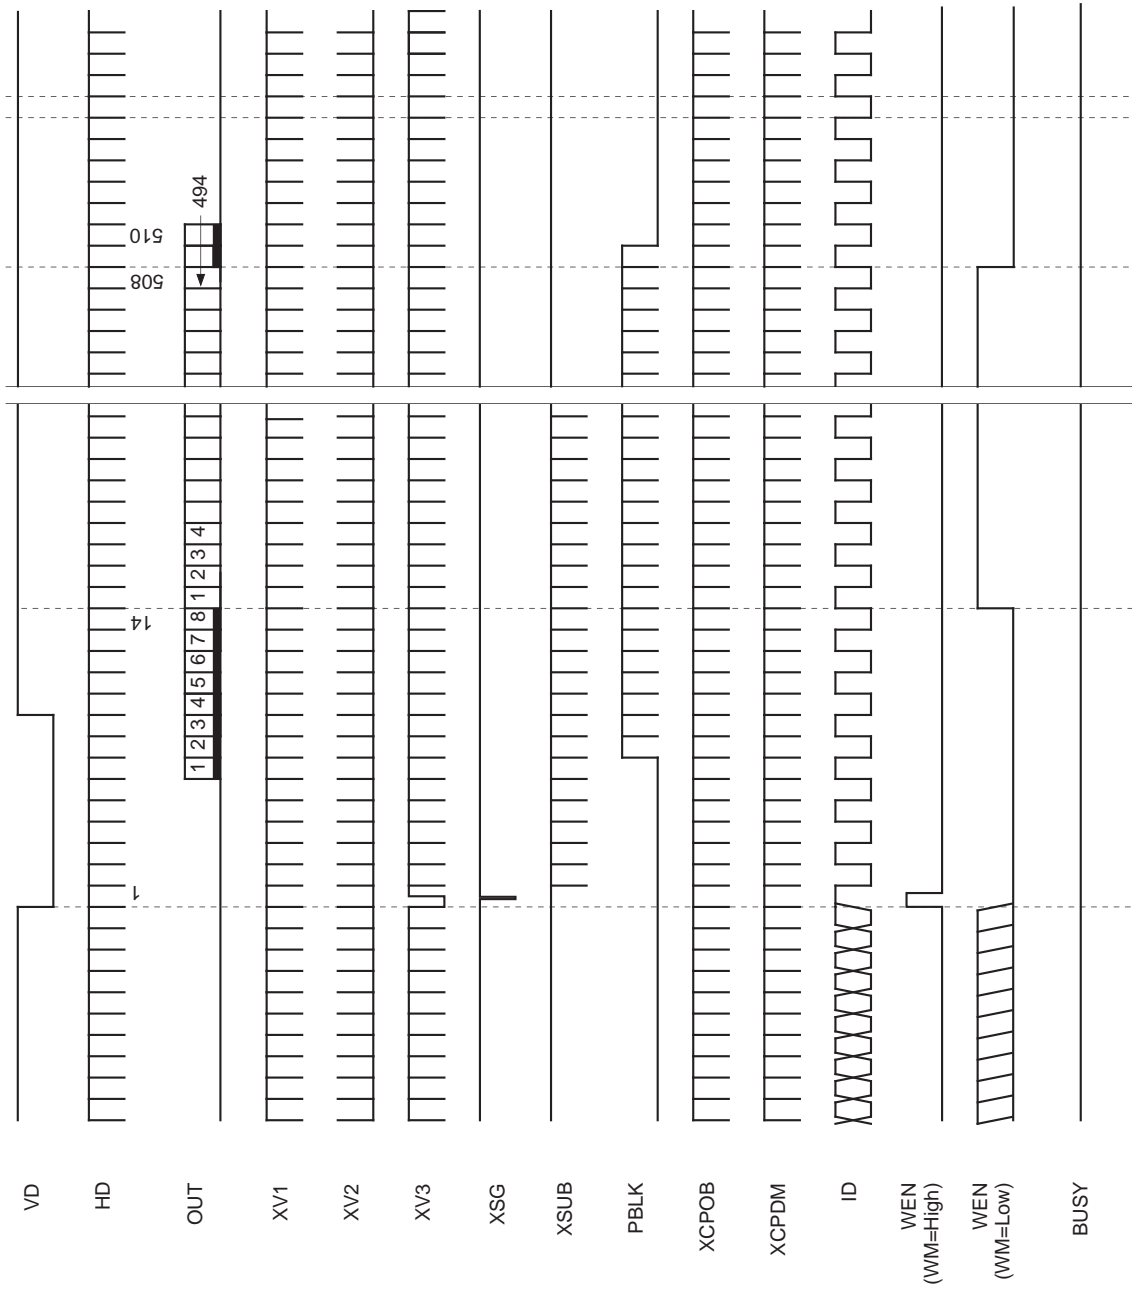 VD
HD
1
14
508
510
OUT
1 2 3 4 5 6 7 8 1 2 3 4
494
XV1
XV2
XV3
XSG
XSUB
PBLK
XCPOB
XCPDM
ID
WEN
(WM=High)
WEN
(WM=Low)
BUSY